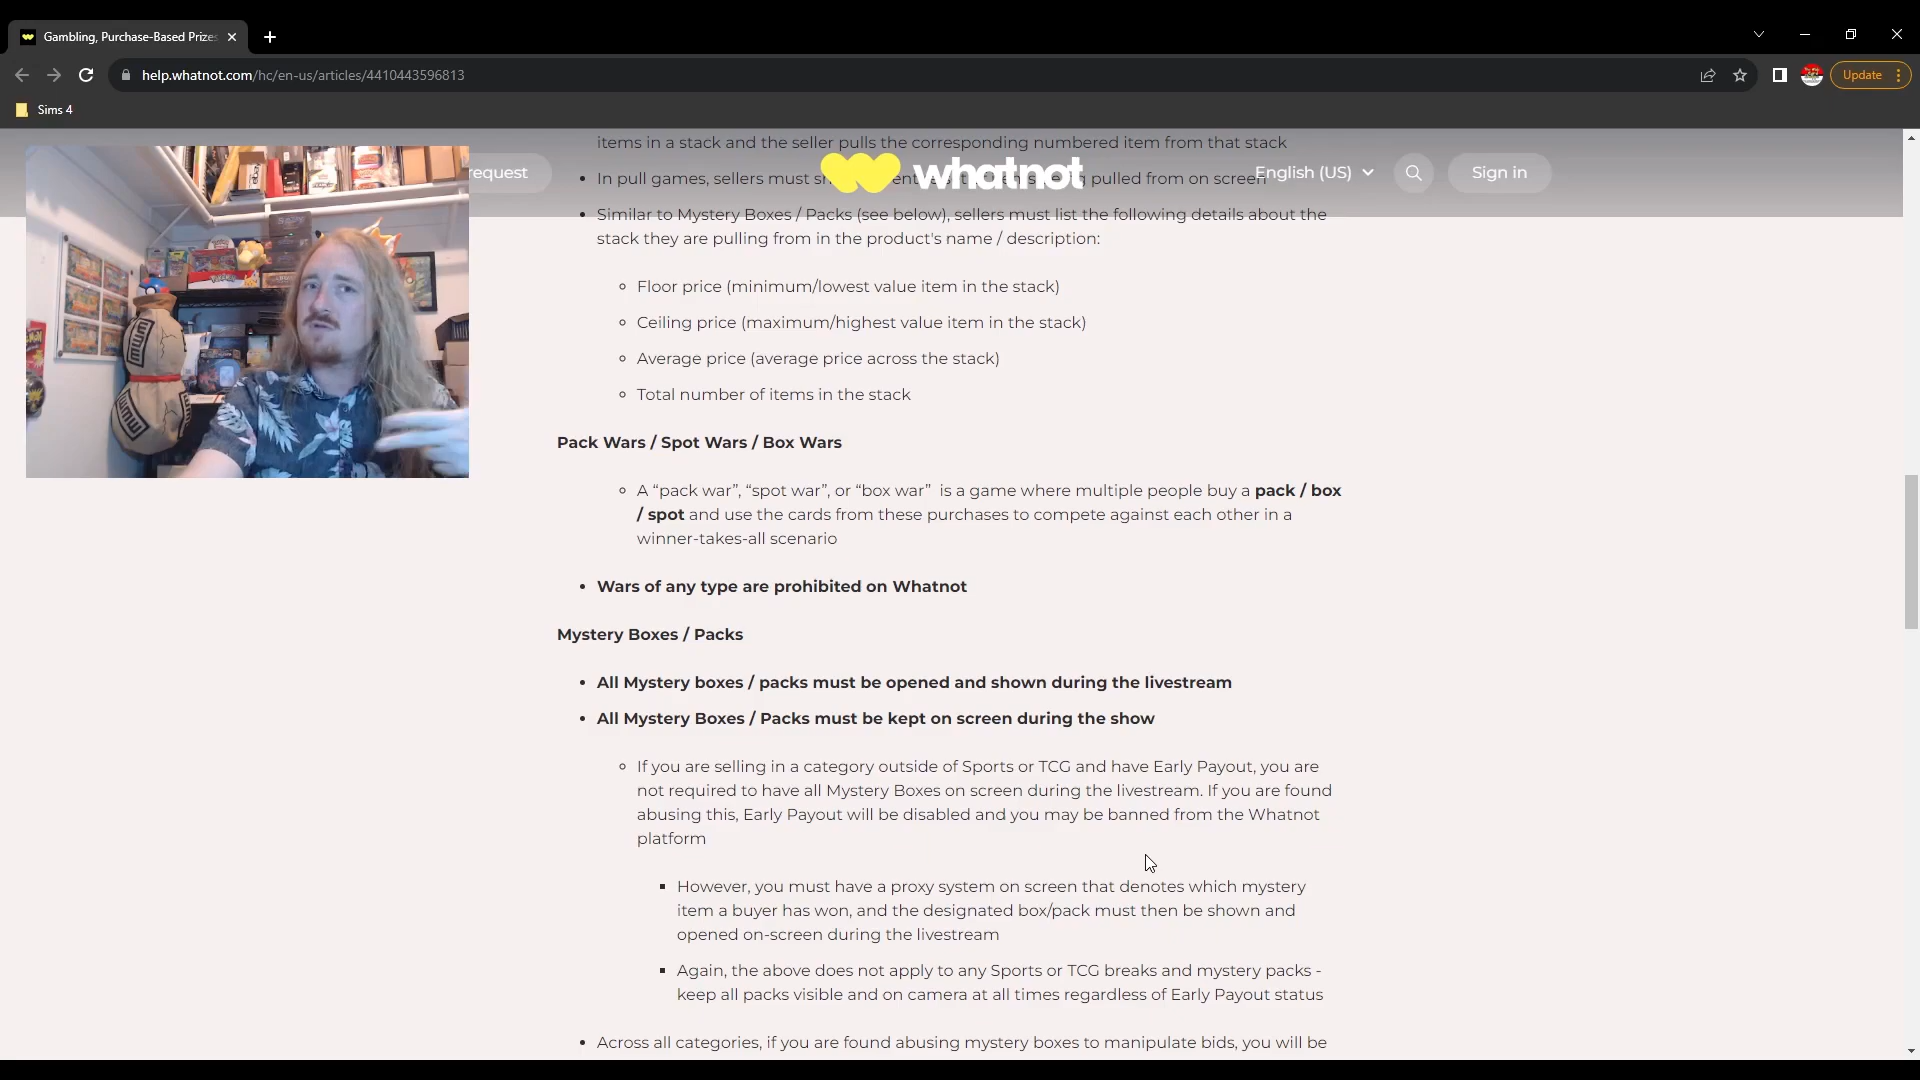 Gambling, Purchase-Based Prizes
help.whatnot.com/hc/en-us/articles/4410443596813
Update
Sims 4
items in a stack and the seller pulls the corresponding numbered item from that stack
request
whatnot
English (US)
Sign in
In pull games, sellers must pulled from on screen
Similar to Mystery Boxes / Packs (see below), sellers must list the following details about the
stack they are pulling from in the product's name / description:
Floor price (minimum/lowest value item in the stack)
Ceiling price (maximum/highest value item in the stack)
Average price (average price across the stack)
Total number of items in the stack
Pack Wars / Spot Wars / Box Wars
A “pack war”, “spot war”, or “box war” is a game where multiple people buy a pack / box
/ spot and use the cards from these purchases to compete against each other in a
winner-takes-all scenario
Wars of any type are prohibited on Whatnot
Mystery Boxes / Packs
All Mystery boxes / packs must be opened and shown during the livestream
All Mystery Boxes / Packs must be kept on screen during the show
If you are selling in a category outside of Sports or TCG and have Early Payout, you are
not required to have all Mystery Boxes on screen during the livestream. If you are found
abusing this, Early Payout will be disabled and you may be banned from the Whatnot
platform
However, you must have a proxy system on screen that denotes which mystery
item a buyer has won, and the designated box/pack must then be shown and
opened on-screen during the livestream
Again, the above does not apply to any Sports or TCG breaks and mystery packs -
keep all packs visible and on camera at all times regardless of Early Payout status
Across all categories, if you are found abusing mystery boxes to manipulate bids, you will be